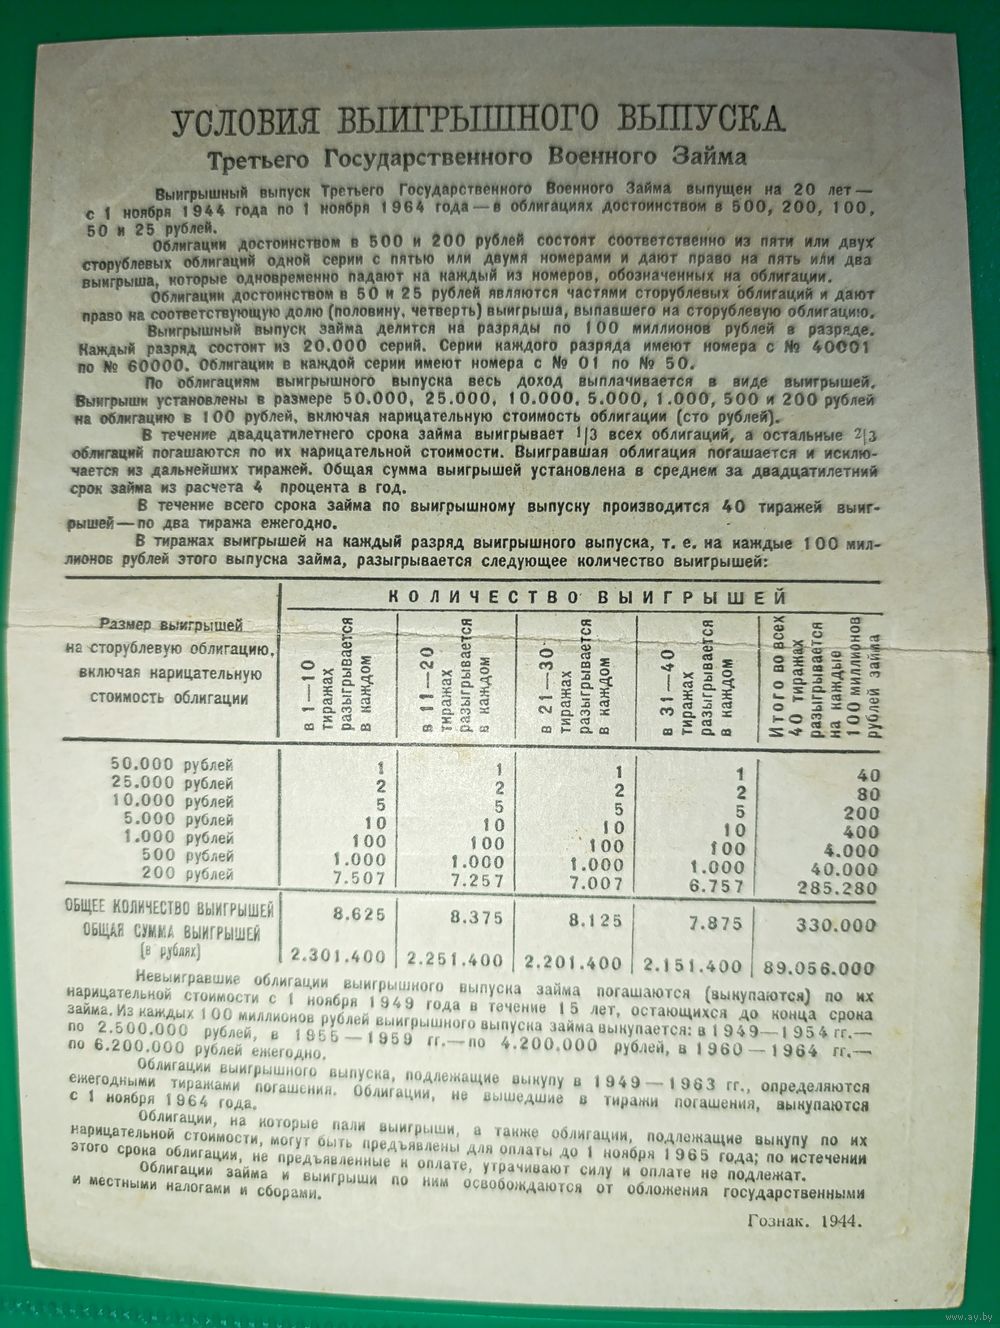 УСЛОВИЯ ВЫИГРЫШНОГО ВЫПУСКА
Третьего Государственного Военного Займа
Выигрышный выпуск Третьего Государственного Военного Займа выпущен на 20 лет—
с 1 ноября 1944 года по 1 ноября 1964 года—в облигациях достоинством в 500, 200, 100,
50 и 25 рублей.
Облигации достоинством в 500 и 200 рублей состоят соответственно из пяти или двух
сторублевых облигаций одной серии с пятью или двумя номерами и дают право на пять или два
выигрыша, которые одновременно падают на каждый из номеров, обозначенных на облигации.
Облигации достоинством в 50 и 25 рублей являются частями сторублевых облигаций и дают
право на соответствующую долю (половину, четверть) выигрыша, выпавшего на сторублевую облигацию.
Выигрышный выпуск займа делится на разряды по 100 миллионов рублей в разряде.
Каждый разряд состоит из 20.000 серий. Серии каждого разряда имеют номера с № 40001
по № 60000. Облигации в каждой серии имеют номера с № 01 по № 50.
По облигациям выигрышного выпуска весь доход выплачивается в виде выигрышей.
Выигрыши установлены в размере 50.000, 25.000, 10.000, 5.000, 1.000, 500 и 200 рублей
на облигацию в 100 рублей, включая нарицательную стоимость облигации (сто рублей).
В течение двадцатилетнего срока займа выигрывает 1/3 всех облигаций, а остальные 2/3
облигаций погашаются по их нарицательной стоимости. Выигравшая облигация погашается и исклю-
чается из дальнейших тиражей. Общая сумма выигрышей установлена в среднем за двадцатилетний
срок займа из расчета 4 процента в год.
В течение всего срока займа по выигрышному выпуску производится 40 тиражей выиг-
рышей—по два тиража ежегодно.
В тиражах выигрышей на каждый разряд выигрышного выпуска, т. е. на каждые 100 мил-
лионов рублей этого выпуска займа, разыгрывается следующее количество выигрышей:
КОЛИЧЕСТВО ВЫИГРЫШЕЙ
Размер выигрышей
на сторублевую облигацию,
включая нарицательную
стоимость облигации
в 1—10
тиражах
разыгрывается
в каждом
в 11—20
тиражах
разыгрывается
в каждом
в 21—30
тиражах
разыгрывается
в каждом
в 31—40
тиражах
разыгрывается
в каждом
Итого во всех
40 тиражах
разыгрывается
на каждые
100 миллионов
рублей займа
50.000 рублей 1 1 1 1 40
25.000 рублей 2 2 2 2 80
10.000 рублей 5 5 5 5 200
5.000 рублей 10 10 10 10 400
1.000 рублей 100 100 100 100 4.000
500 рублей 1.000 1.000 1.000 1.000 40.000
200 рублей 7.507 7.257 7.007 6.757 285.280
ОБЩЕЕ КОЛИЧЕСТВО ВЫИГРЫШЕЙ 8.625 8.375 8.125 7.875 330.000
ОБЩАЯ СУММА ВЫИГРЫШЕЙ
(в рублях) 2.301.400 2.251.400 2.201.400 2.151.400 89.056.000
Невыигравшие облигации выигрышного выпуска займа погашаются (выкупаются) по их
нарицательной стоимости с 1 ноября 1949 года в течение 15 лет, остающихся до конца срока
займа. Из каждых 100 миллионов рублей выигрышного выпуска займа выкупается: в 1949—1954 гг.—
по 2.500.000 рублей, в 1955—1959 гг.—по 4.200.000 рублей, в 1960—1964 гг.—
по 6.200.000 рублей ежегодно.
Облигации выигрышного выпуска, подлежащие выкупу в 1949—1963 гг., определяются
ежегодными тиражами погашения. Облигации, не вышедшие в тиражи погашения, выкупаются
с 1 ноября 1964 года.
Облигации, на которые пали выигрыши, а также облигации, подлежащие выкупу по их
нарицательной стоимости, могут быть предъявлены для оплаты до 1 ноября 1965 года; по истечении
этого срока облигации, не предъявленные к оплате, утрачивают силу и оплате не подлежат.
Облигации займа и выигрыши по ним освобождаются от обложения государственными
и местными налогами и сборами.
Гознак. 1944.
www.ay.by